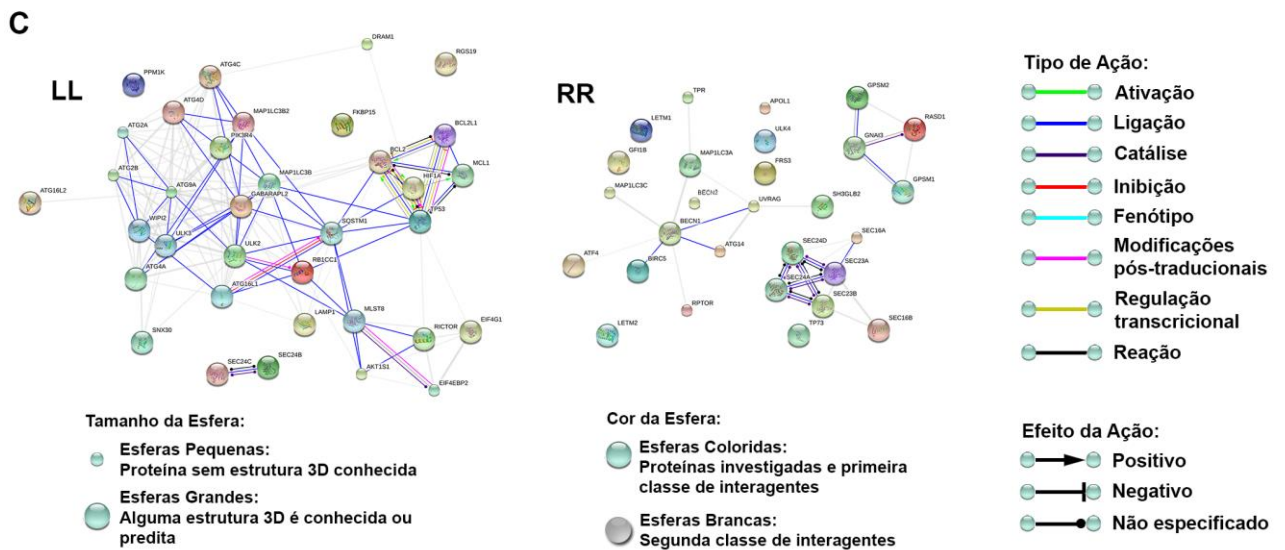 C
LL
RR
DRAM1
RGS19
PPM1K
ATG4C
ATG4D
MAP1LC3B2
FKBP15
ATG2A
PIK3R4
BCL2L1
BCL2
MCL1
ATG2B
MAP1LC3B
HIF1A
ATG9A
ATG16L2
GABARAPL2
TP53
WIPI2
SQSTM1
ULK3
ULK2
ATG4A
RB1CC1
ATG16L1
LAMP1
MLST8
SNX30
RICTOR
EIF4G1
SEC24C
SEC24B
AKT1S1
EIF4EBP2
TPR
APOL1
GPSM2
LETM1
ULK4
RASD1
GNAI3
GFI1B
MAP1LC3A
FRS3
GPSM1
MAP1LC3C
BECN2
UVRAG
SH3GLB2
BECN1
SEC16A
ATG14
SEC24D
ATF4
BIRC5
SEC23A
SEC24A
SEC23B
RPTOR
LETM2
TP73
SEC16B
Tipo de Ação:
Ativação
Ligação
Catálise
Inibição
Fenótipo
Modificações
pós-traducionais
Regulação
transcricional
Reação
Tamanho da Esfera:
Esferas Pequenas:
Proteína sem estrutura 3D conhecida
Esferas Grandes:
Alguma estrutura 3D é conhecida ou
predita
Cor da Esfera:
Esferas Coloridas:
Proteínas investigadas e primeira
classe de interagentes
Esferas Brancas:
Segunda classe de interagentes
Efeito da Ação:
Positivo
Negativo
Não especificado